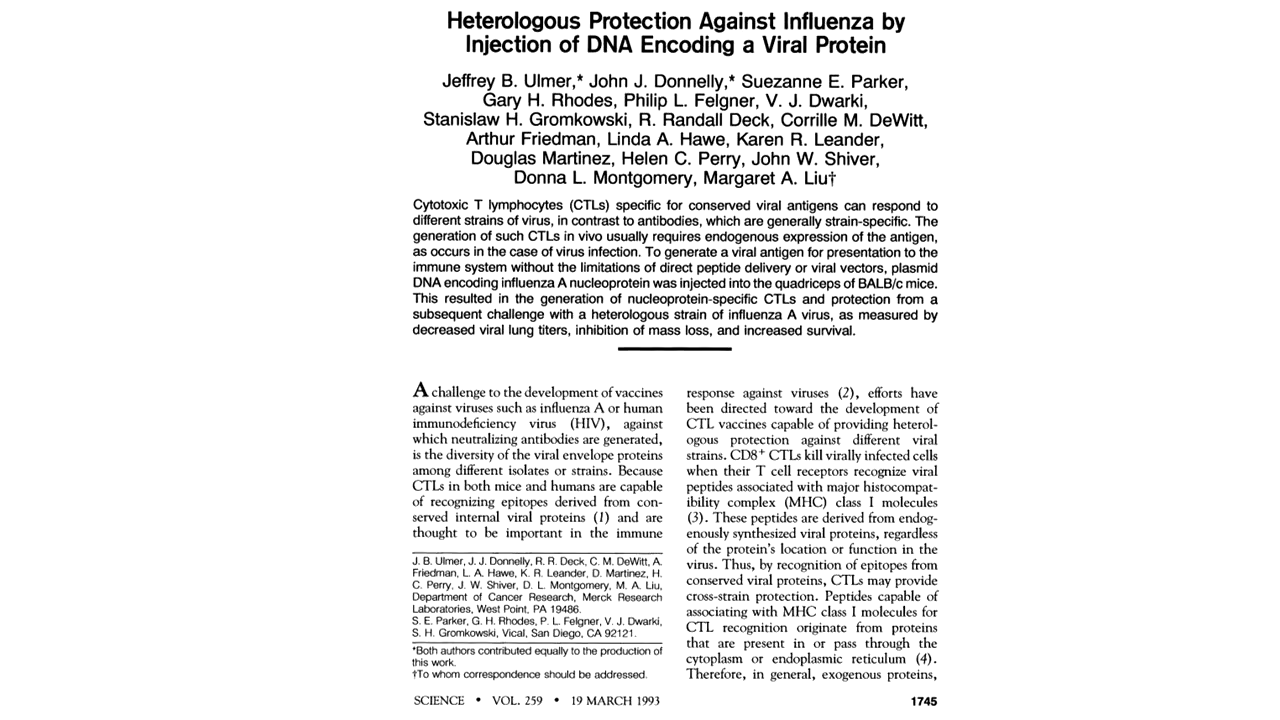 Heterologous Protection Against Influenza by
Injection of DNA Encoding a Viral Protein
Jeffrey B. Ulmer,* John J. Donnelly,* Suezanne E. Parker,
Gary H. Rhodes, Philip L. Felgner, V. J. Dwarki,
Stanislaw H. Gromkowski, R. Randall Deck, Corrille M. DeWitt,
Arthur Friedman, Linda A. Hawe, Karen R. Leander,
Douglas Martinez, Helen C. Perry, John W. Shiver,
Donna L. Montgomery, Margaret A. Liu†
Cytotoxic T lymphocytes (CTLs) specific for conserved viral antigens can respond to
different strains of virus, in contrast to antibodies, which are generally strain-specific. The
generation of such CTLs in vivo usually requires endogenous expression of the antigen,
as occurs in the case of virus infection. To generate a viral antigen for presentation to the
immune system without the limitations of direct peptide delivery or viral vectors, plasmid
DNA encoding influenza A nucleoprotein was injected into the quadriceps of BALB/c mice.
This resulted in the generation of nucleoprotein-specific CTLs and protection from a
subsequent challenge with a heterologous strain of influenza A virus, as measured by
decreased viral lung titers, inhibition of mass loss, and increased survival.
A challenge to the development of vaccines
against viruses such as influenza A or human
immunodeficiency virus (HIV), against
which neutralizing antibodies are generated,
is the diversity of the viral envelope proteins
among different isolates or strains. Because
CTLs in both mice and humans are capable
of recognizing epitopes derived from con-
served internal viral proteins (1) and are
thought to be important in the immune
J. B. Ulmer, J. J. Donnelly, R. R. Deck, C. M. DeWitt, A.
Friedman, L. A. Hawe, K. R. Leander, D. Martinez, H.
C. Perry, J. W. Shiver, D. L. Montgomery, M. A. Liu,
Department of Cancer Research, Merck Research
Laboratories, West Point, PA 19486.
S. E. Parker, G. H. Rhodes, P. L. Felgner, V. J. Dwarki,
S. H. Gromkowski, Vical, San Diego, CA 92121.
*Both authors contributed equally to the production of
this work.
†To whom correspondence should be addressed.
response against viruses (2), efforts have
been directed toward the development of
CTL vaccines capable of providing heterol-
ogous protection against different viral
strains. CD8+ CTLs kill virally infected cells
when their T cell receptors recognize viral
peptides associated with major histocompat-
ibility complex (MHC) class I molecules
(3). These peptides are derived from endog-
enously synthesized viral proteins, regardless
of the protein's location or function in the
virus. Thus, by recognition of epitopes from
conserved viral proteins, CTLs may provide
cross-strain protection. Peptides capable of
associating with MHC class I molecules for
CTL recognition originate from proteins
that are present in or pass through the
cytoplasm or endoplasmic reticulum (4).
Therefore, in general, exogenous proteins,
SCIENCE • VOL. 259 • 19 MARCH 1993
1745